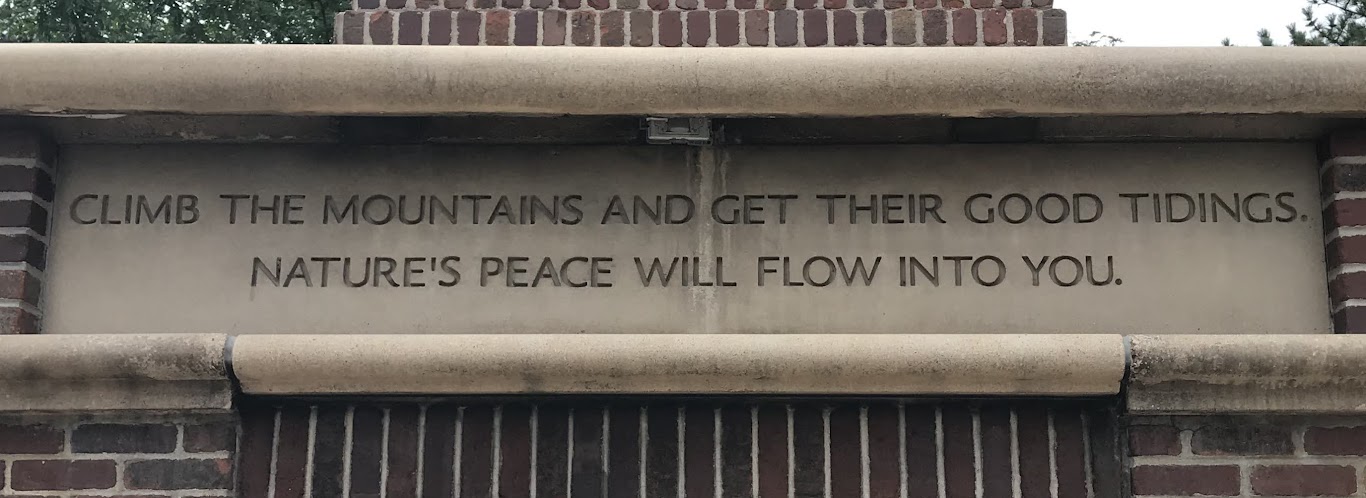 CLIMB THE MOUNTAINS AND GET THEIR GOOD TIDINGS.
NATURE'S PEACE WILL FLOW INTO YOU.